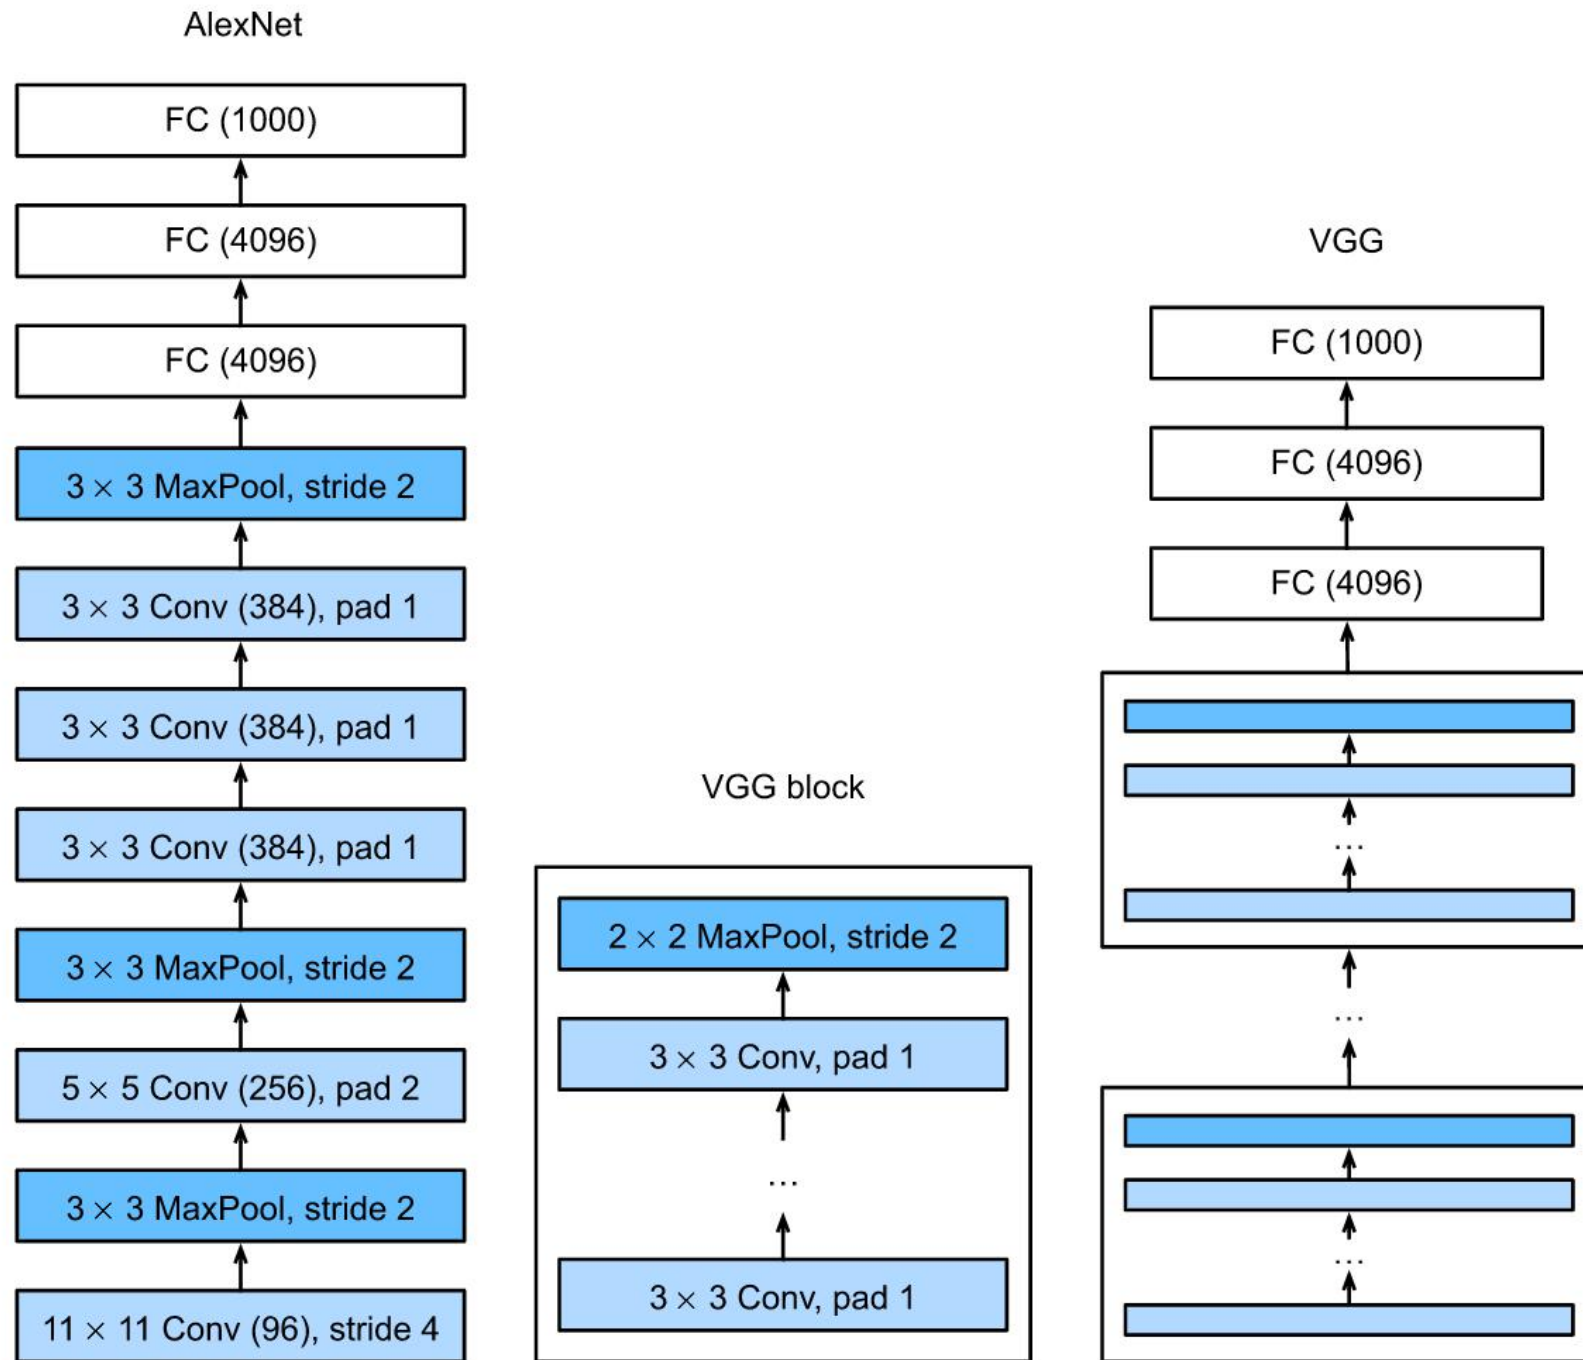 AlexNet
FC (1000)
FC (4096)
FC (4096)
3 × 3 MaxPool, stride 2
3 × 3 Conv (384), pad 1
3 × 3 Conv (384), pad 1
3 × 3 Conv (384), pad 1
3 × 3 MaxPool, stride 2
5 × 5 Conv (256), pad 2
3 × 3 MaxPool, stride 2
11 × 11 Conv (96), stride 4
VGG block
2 × 2 MaxPool, stride 2
3 × 3 Conv, pad 1
...
3 × 3 Conv, pad 1
VGG
FC (1000)
FC (4096)
FC (4096)
...
...
...